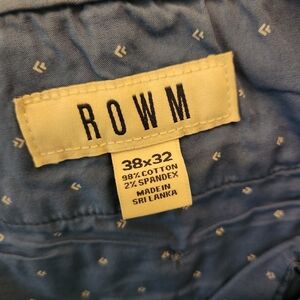 ROWM
38x32
98% COTTON
2% SPANDEX
MADE IN
SRI LANKA